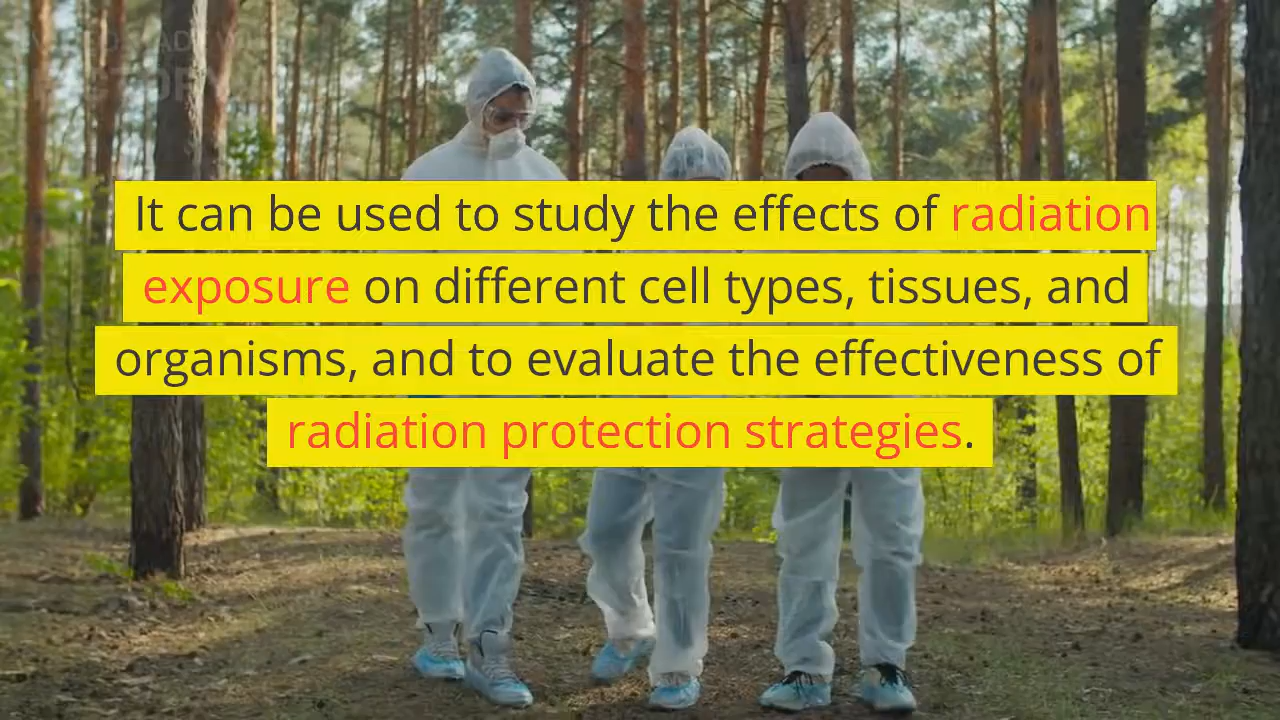 It can be used to study the effects of radiation
exposure on different cell types, tissues, and
organisms, and to evaluate the effectiveness of
radiation protection strategies.